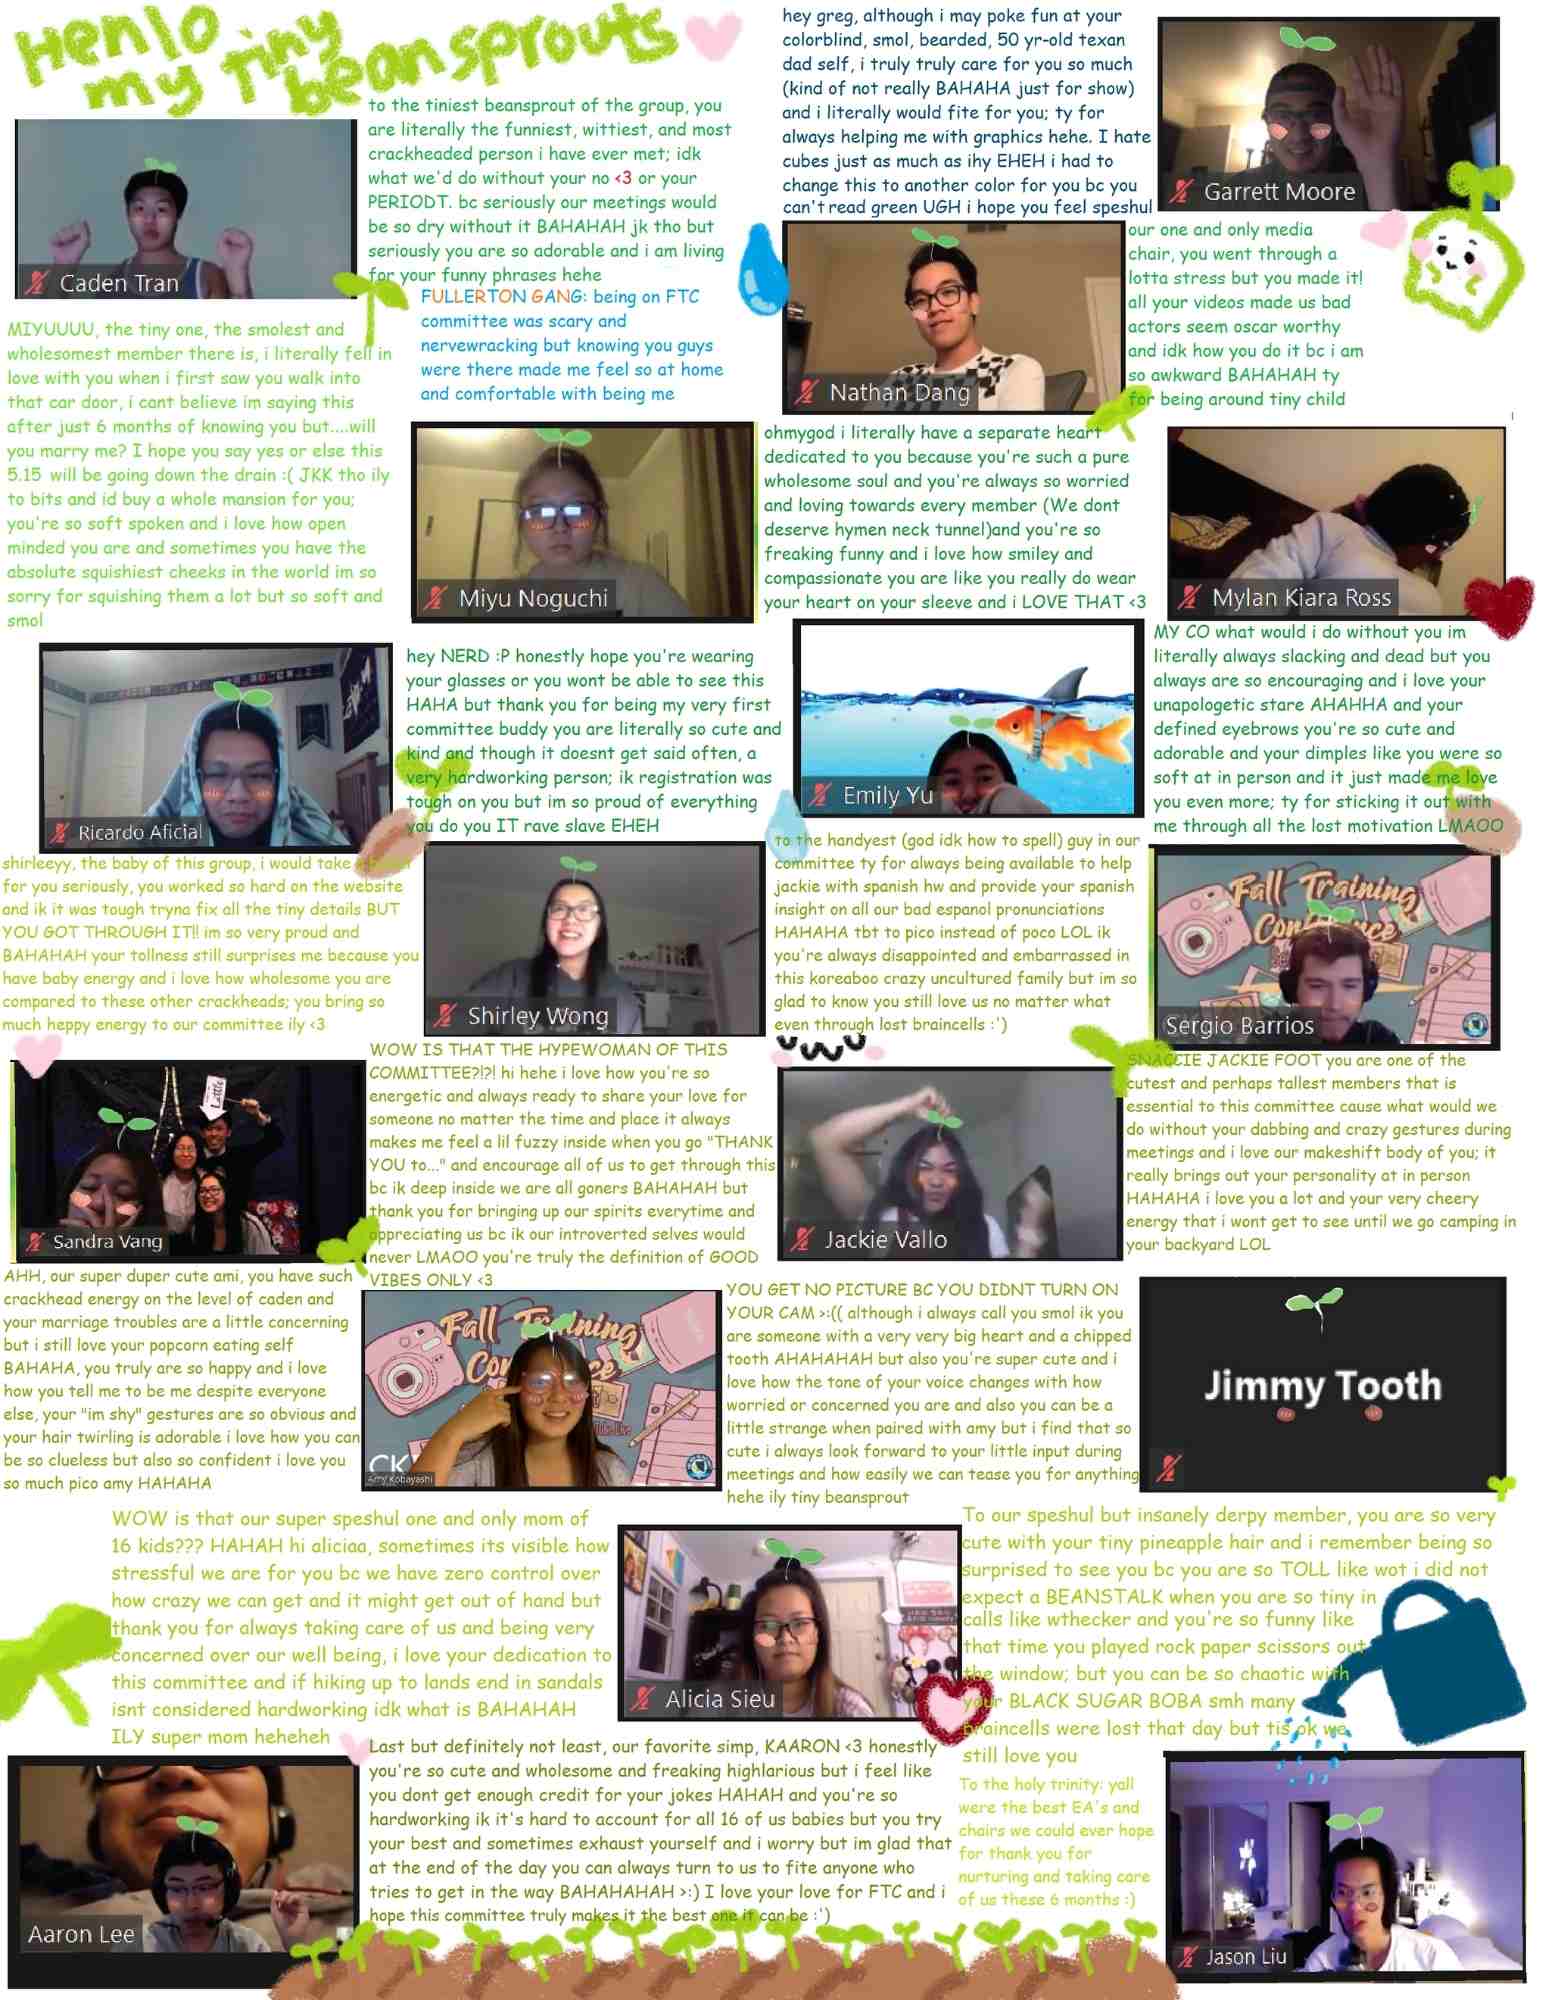 Henlo
my tiny
beansprouts
to the tiniest beansprout of the group, you
are literally the funniest, wittiest, and most
crackheaded person i have ever met; idk
what we'd do without your no <3 or your
PERIODT. bc seriously our meetings would
be so dry without it BAHAHAH jk tho but
seriously you are so adorable and i am living
for your funny phrases hehe
Caden Tran
hey greg, although i may poke fun at your
colorblind, smol, bearded, 50 yr-old texan
dad self, i truly truly care for you so much
(kind of not really BAHAHA just for show)
and i literally would fite for you; ty for
always helping me with graphics hehe. I hate
cubes just as much as ihy EHEH i had to
change this to another color for you bc you
can't read green UGH i hope you feel speshul
Garrett Moore
FULLERTON GANG: being on FTC
committee was scary and
nervewracking but knowing you guys
were there made me feel so at home
and comfortable with being me
Nathan Dang
our one and only media
chair, you went through a
lotta stress but you made it!
all your videos made us bad
actors seem oscar worthy
and idk how you do it bc i am
so awkward BAHAHAH ty
for being around tiny child
MIYUUUU, the tiny one, the smolest and
wholesomest member there is, i literally fell in
love with you when i first saw you walk into
that car door, i cant believe im saying this
after just 6 months of knowing you but....will
you marry me? I hope you say yes or else this
5.15 will be going down the drain :( JKK tho ily
to bits and id buy a whole mansion for you;
you're so soft spoken and i love how open
minded you are and sometimes you have the
absolute squishiest cheeks in the world im so
sorry for squishing them a lot but so soft and
smol
Miyu Noguchi
ohmygod i literally have a separate heart
dedicated to you because you're such a pure
wholesome soul and you're always so worried
and loving towards every member (We dont
deserve hymen neck tunnel)and you're so
freaking funny and i love how smiley and
compassionate you are like you really do wear
your heart on your sleeve and i LOVE THAT <3
Mylan Kiara Ross
Ricardo Aficial
hey NERD :P honestly hope you're wearing
your glasses or you wont be able to see this
HAHA but thank you for being my very first
committee buddy you are literally so cute and
kind and though it doesnt get said often, a
very hardworking person; ik registration was
tough on you but im so proud of everything
you do you IT rave slave EHEH
Emily Yu
MY CO what would i do without you im
literally always slacking and dead but you
always are so encouraging and i love your
unapologetic stare AHAHHA and your
defined eyebrows you're so cute and
adorable and your dimples like you were so
soft at in person and it just made me love
you even more; ty for sticking it out with
me through all the lost motivation LMAOO
shirleeyy, the baby of this group, i would take a
for you seriously, you worked so hard on the website
and ik it was tough tryna fix all the tiny details BUT
YOU GOT THROUGH IT!! im so very proud and
BAHAHAH your tollness still surprises me because you
have baby energy and i love how wholesome you are
compared to these other crackheads; you bring so
much heppy energy to our committee ily <3
Shirley Wong
to the handyest (god idk how to spell) guy in our
committee ty for always being available to help
jackie with spanish hw and provide your spanish
insight on all our bad espanol pronunciations
HAHAHA tbt to pico instead of poco LOL ik
you're always disappointed and embarrassed in
this koreaboo crazy uncultured family but im so
glad to know you still love us no matter what
even through lost braincells :')
Fall Training
Conference
Sergio Barrios
Little
Sandra Vang
WOW IS THAT THE HYPEWOMAN OF THIS
COMMITTEE?!?! hi hehe i love how you're so
energetic and always ready to share your love for
someone no matter the time and place it always
makes me feel a lil fuzzy inside when you go "THANK
YOU to..." and encourage all of us to get through this
bc ik deep inside we are all goners BAHAHAH but
thank you for bringing up our spirits everytime and
appreciating us bc ik our introverted selves would
never LMAOO you're truly the definition of GOOD
VIBES ONLY <3
Jackie Vallo
SNACCIE JACKIE FOOT you are one of the
cutest and perhaps tallest members that is
essential to this committee cause what would we
do without your dabbing and crazy gestures during
meetings and i love our makeshift body of you; it
really brings out your personality at in person
HAHAHA i love you a lot and your very cheery
energy that i wont get to see until we go camping in
your backyard LOL
AHH, our super duper cute ami, you have such
crackhead energy on the level of caden and
your marriage troubles are a little concerning
but i still love your popcorn eating self
BAHAHA, you truly are so happy and i love
how you tell me to be me despite everyone
else, your "im shy" gestures are so obvious and
your hair twirling is adorable i love how you can
be so clueless but also so confident i love you
so much pico amy HAHAHA
Fall Training
CK
Amy Kobayashi
YOU GET NO PICTURE BC YOU DIDNT TURN ON
YOUR CAM >:(( although i always call you smol ik you
are someone with a very very big heart and a chipped
tooth AHAHAHAH but also you're super cute and i
love how the tone of your voice changes with how
worried or concerned you are and also you can be a
little strange when paired with amy but i find that so
cute i always look forward to your little input during
meetings and how easily we can tease you for anything
hehe ily tiny beansprout
Jimmy Tooth
WOW is that our super speshul one and only mom of
16 kids??? HAHAH hi aliciaa, sometimes its visible how
stressful we are for you bc we have zero control over
how crazy we can get and it might get out of hand but
thank you for always taking care of us and being very
concerned over our well being, i love your dedication to
this committee and if hiking up to lands end in sandals
isnt considered hardworking idk what is BAHAHAH
ILY super mom heheheh
Alicia Sieu
To our speshul but insanely derpy member, you are so very
cute with your tiny pineapple hair and i remember being so
surprised to see you bc you are so TOLL like wot i did not
expect a BEANSTALK when you are so tiny in
calls like wthecker and you're so funny like
that time you played rock paper scissors out
the window; but you can be so chaotic with
your BLACK SUGAR BOBA smh many
braincells were lost that day but tis ok we
still love you
Aaron Lee
Last but definitely not least, our favorite simp, KAARON <3 honestly
you're so cute and wholesome and freaking highlarious but i feel like
you dont get enough credit for your jokes HAHAH and you're so
hardworking ik it's hard to account for all 16 of us babies but you try
your best and sometimes exhaust yourself and i worry but im glad that
at the end of the day you can always turn to us to fite anyone who
tries to get in the way BAHAHAHAH >:) I love your love for FTC and i
hope this committee truly makes it the best one it can be :')
To the holy trinity: yall
were the best EA's and
chairs we could ever hope
for thank you for
nurturing and taking care
of us these 6 months :)
Jason Liu